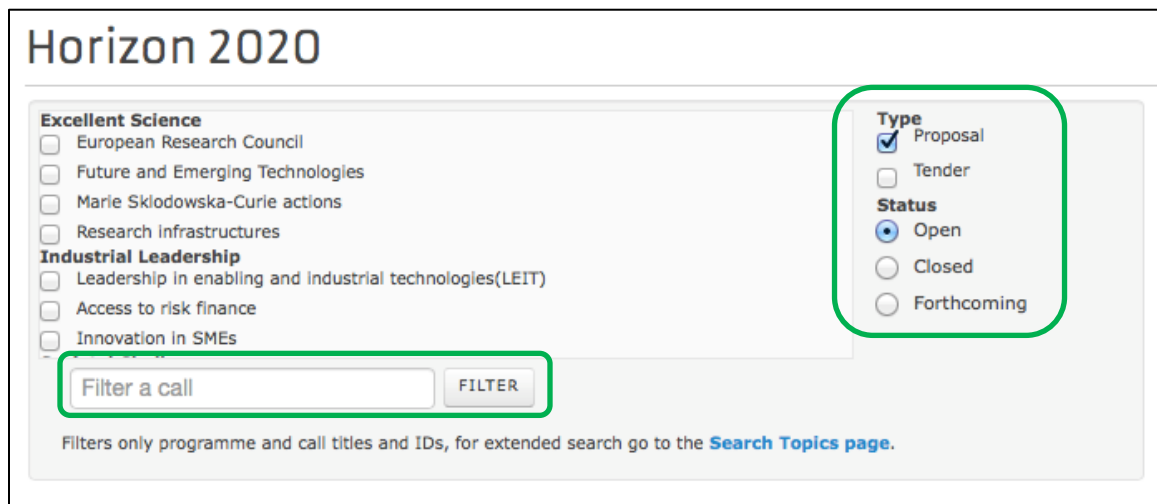 Horizon 2020
Excellent Science
European Research Council
Future and Emerging Technologies
Marie Sklodowska-Curie actions
Research infrastructures
Industrial Leadership
Leadership in enabling and industrial technologies(LEIT)
Access to risk finance
Innovation in SMEs
Type
Proposal
Tender
Status
Open
Closed
Forthcoming
Filter a call
FILTER
Filters only programme and call titles and IDs, for extended search go to the Search Topics page.